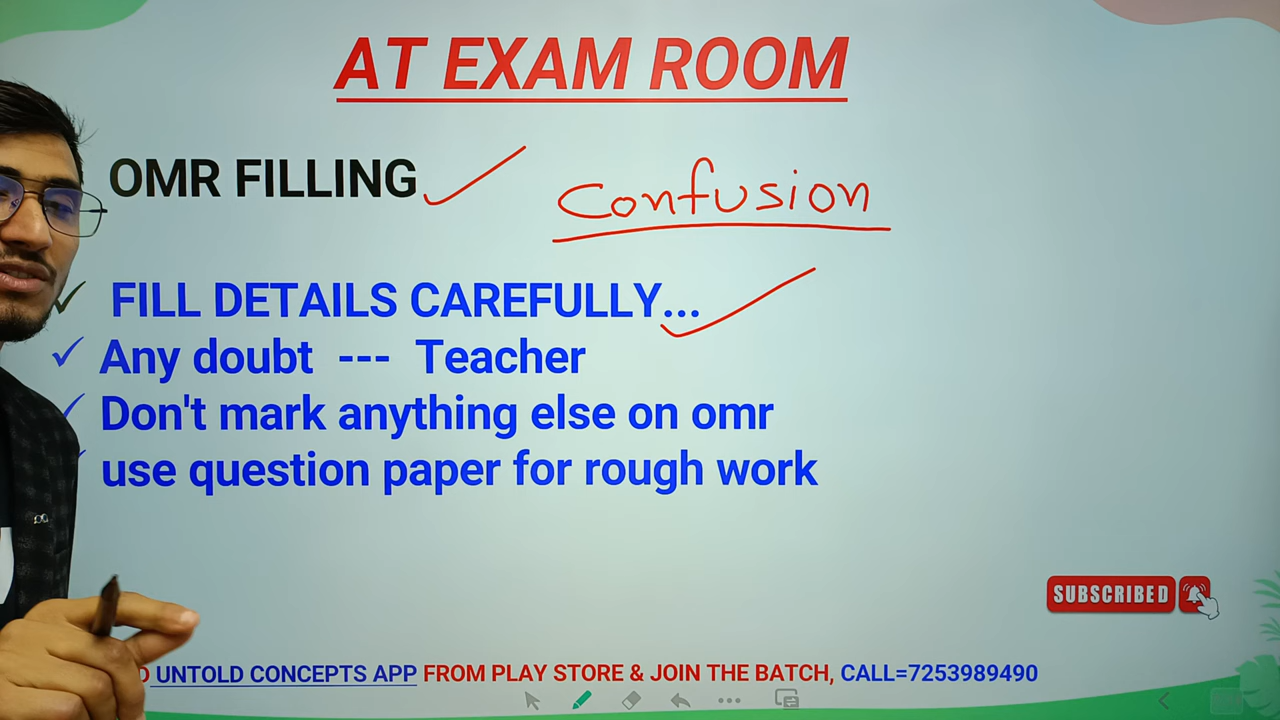 AT EXAM ROOM
OMR FILLING
Confusion
FILL DETAILS CAREFULLY...
Any doubt --- Teacher
Don't mark anything else on omr
use question paper for rough work
SUBSCRIBED
UNTOLD CONCEPTS APP FROM PLAY STORE & JOIN THE BATCH, CALL=7253989490